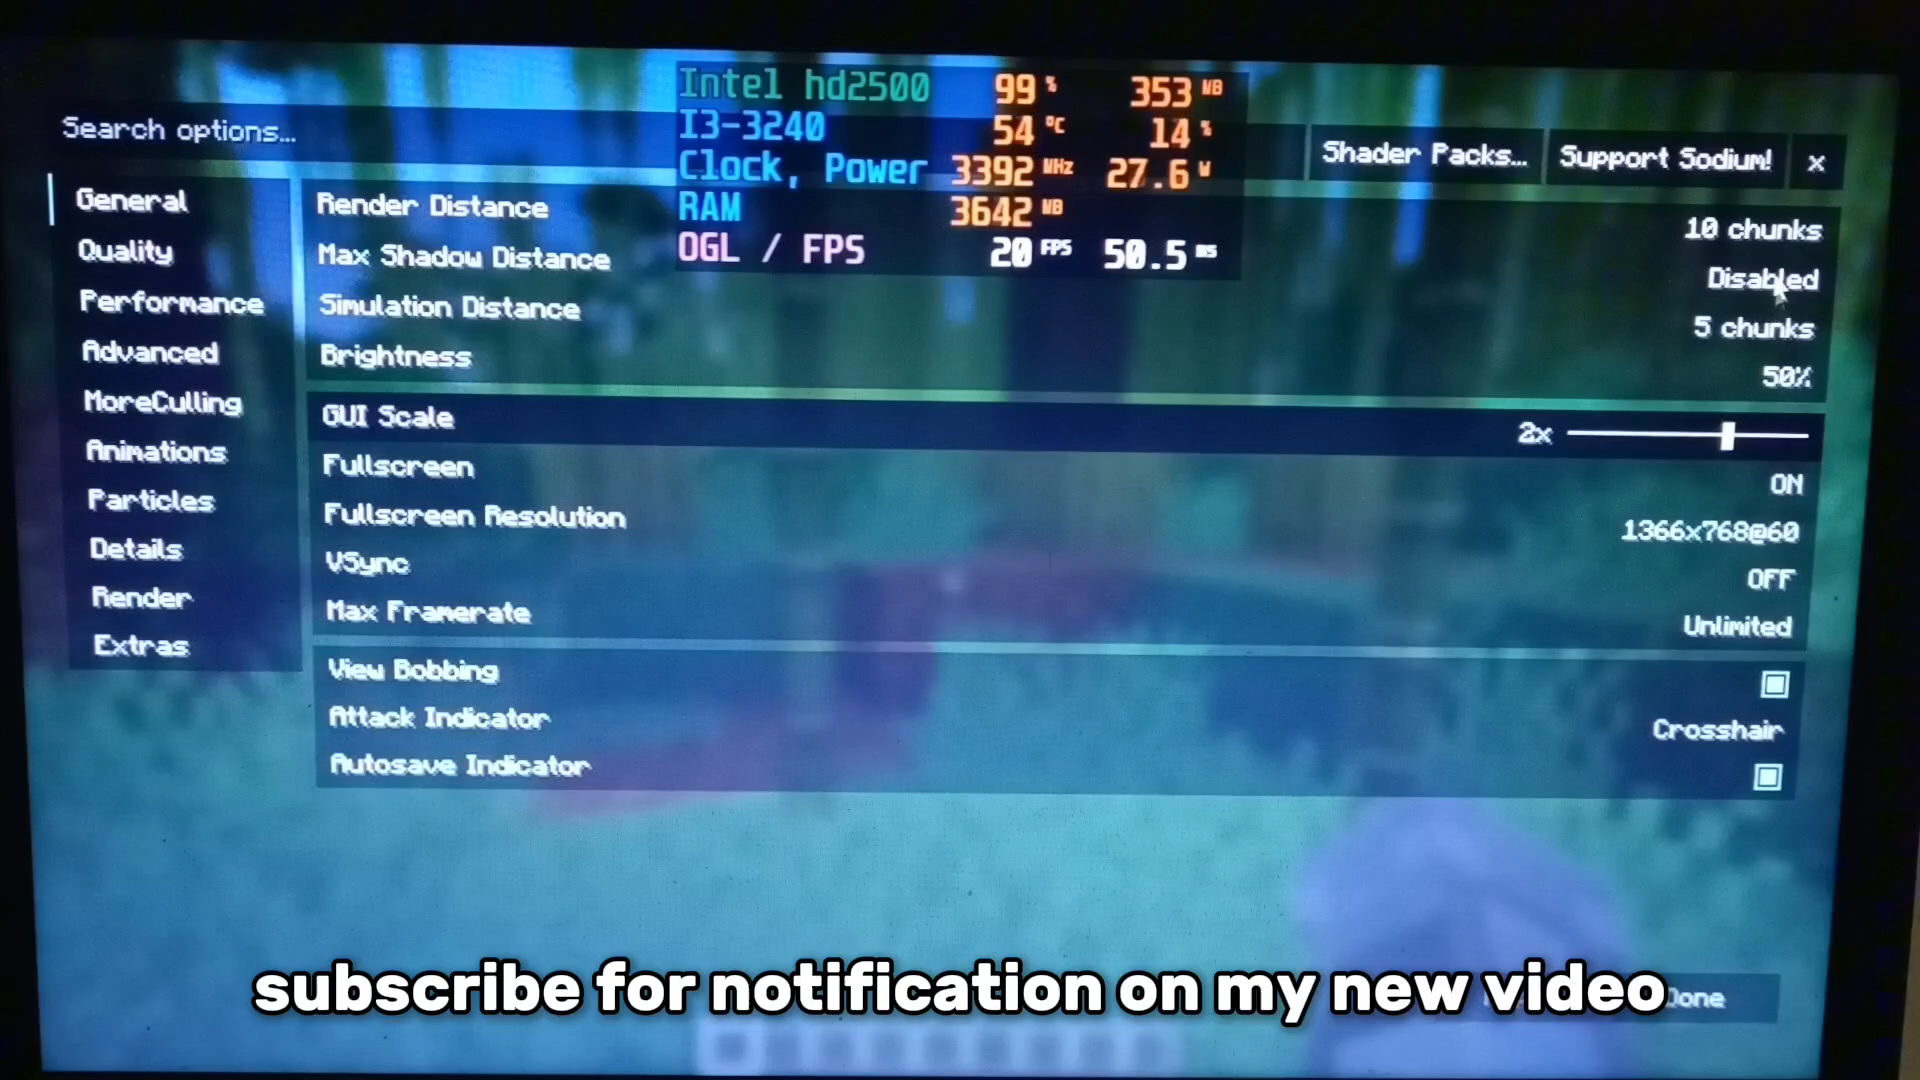 Intel hd2500 99 % 353 MB
I3-3240 54 °C 14 %
Clock, Power 3392 MHz 27.6 W
RAM 3642 MB
OGL / FPS 20 FPS 50.5 ms
Search options...
Shader Packs... Support Sodium! x
General
Quality
Performance
Advanced
MoreCulling
Animations
Particles
Details
Render
Extras
Render Distance 10 chunks
Max Shadow Distance Disabled
Simulation Distance 5 chunks
Brightness 50%
GUI Scale 2x
Fullscreen ON
Fullscreen Resolution 1366x768@60
VSync OFF
Max Framerate Unlimited
View Bobbing
Attack Indicator Crosshair
Autosave Indicator
Done
subscribe for notification on my new video